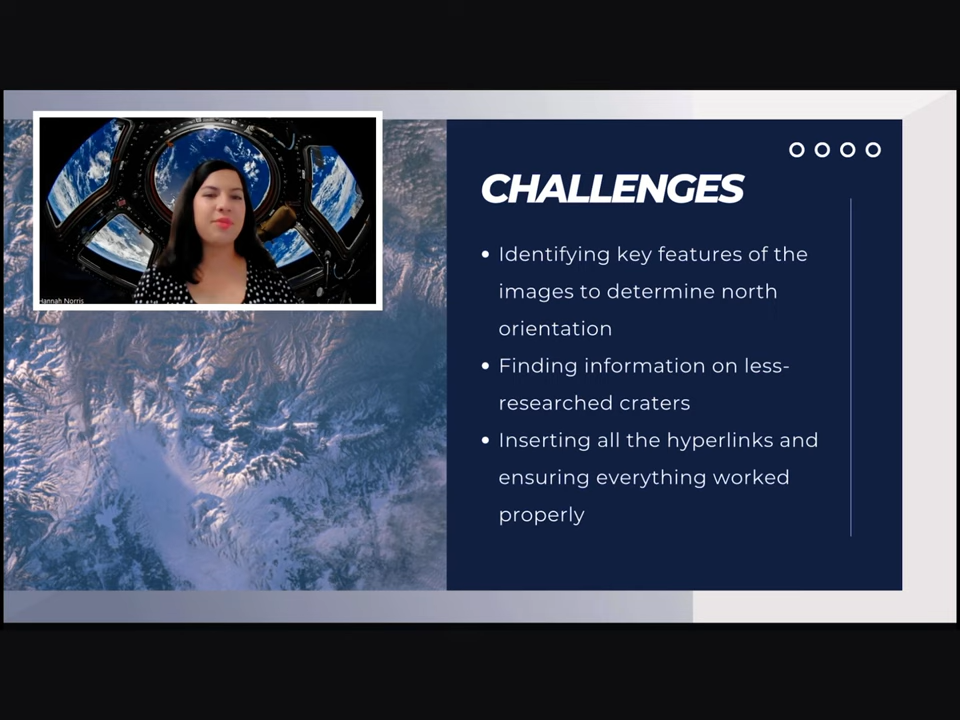 Hannah Norris
CHALLENGES
• Identifying key features of the
images to determine north
orientation
• Finding information on less-
researched craters
• Inserting all the hyperlinks and
ensuring everything worked
properly